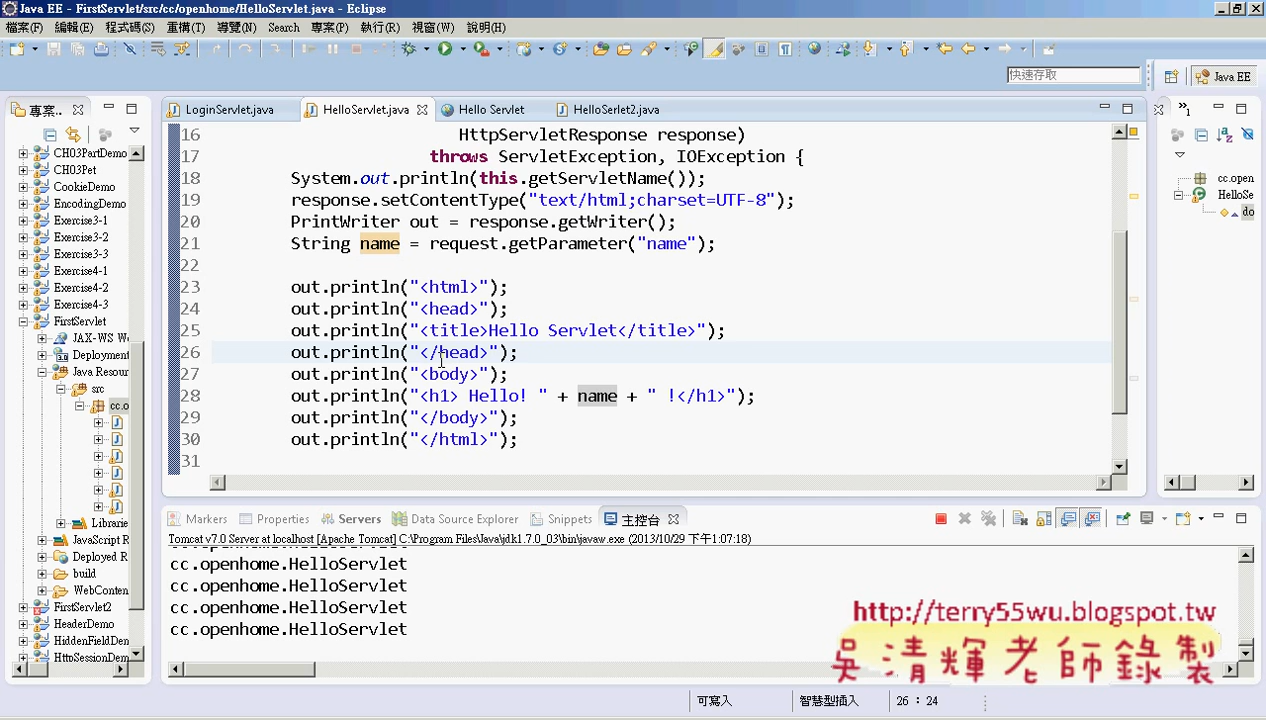 Java EE - FirstServlet/src/cc/openhome/HelloServlet.java - Eclipse
檔案(F) 編輯(E) 程式碼(S) 重構(T) 導覽(N) Search 專案(P) 執行(R) 視窗(W) 說明(H)
快速存取
Java EE
專案..
LoginServlet.java
HelloServlet.java
Hello Servlet
HelloSerlet2.java
CH03PartDemo
CH03Pet
CookieDemo
EncodingDemo
Exercise3-1
Exercise3-2
Exercise3-3
Exercise4-1
Exercise4-2
Exercise4-3
FirstServlet
JAX-WS We
Deployment
Java Resour
src
cc.o
Librarie
JavaScript R
Deployed R
build
WebConten
FirstServlet2
HeaderDemo
HiddenFieldDemo
HttpSessionDem
16 HttpServletResponse response)
17 throws ServletException, IOException {
18 System.out.println(this.getServletName());
19 response.setContentType("text/html;charset=UTF-8");
20 PrintWriter out = response.getWriter();
21 String name = request.getParameter("name");
22
23 out.println("<html>");
24 out.println("<head>");
25 out.println("<title>Hello Servlet</title>");
26 out.println("</head>");
27 out.println("<body>");
28 out.println("<h1> Hello! " + name + " !</h1>");
29 out.println("</body>");
30 out.println("</html>");
31
cc.open
HelloSe
do
Markers
Properties
Servers
Data Source Explorer
Snippets
主控台
Tomcat v7.0 Server at localhost [Apache Tomcat] C:\Program Files\Java\jdk1.7.0_03\bin\javaw.exe (2013/10/29 下午1:07:18)
cc.openhome.HelloServlet
cc.openhome.HelloServlet
cc.openhome.HelloServlet
cc.openhome.HelloServlet
http://terry55wu.blogspot.tw
吳清輝老師錄製
可寫入
智慧型插入
26 : 24